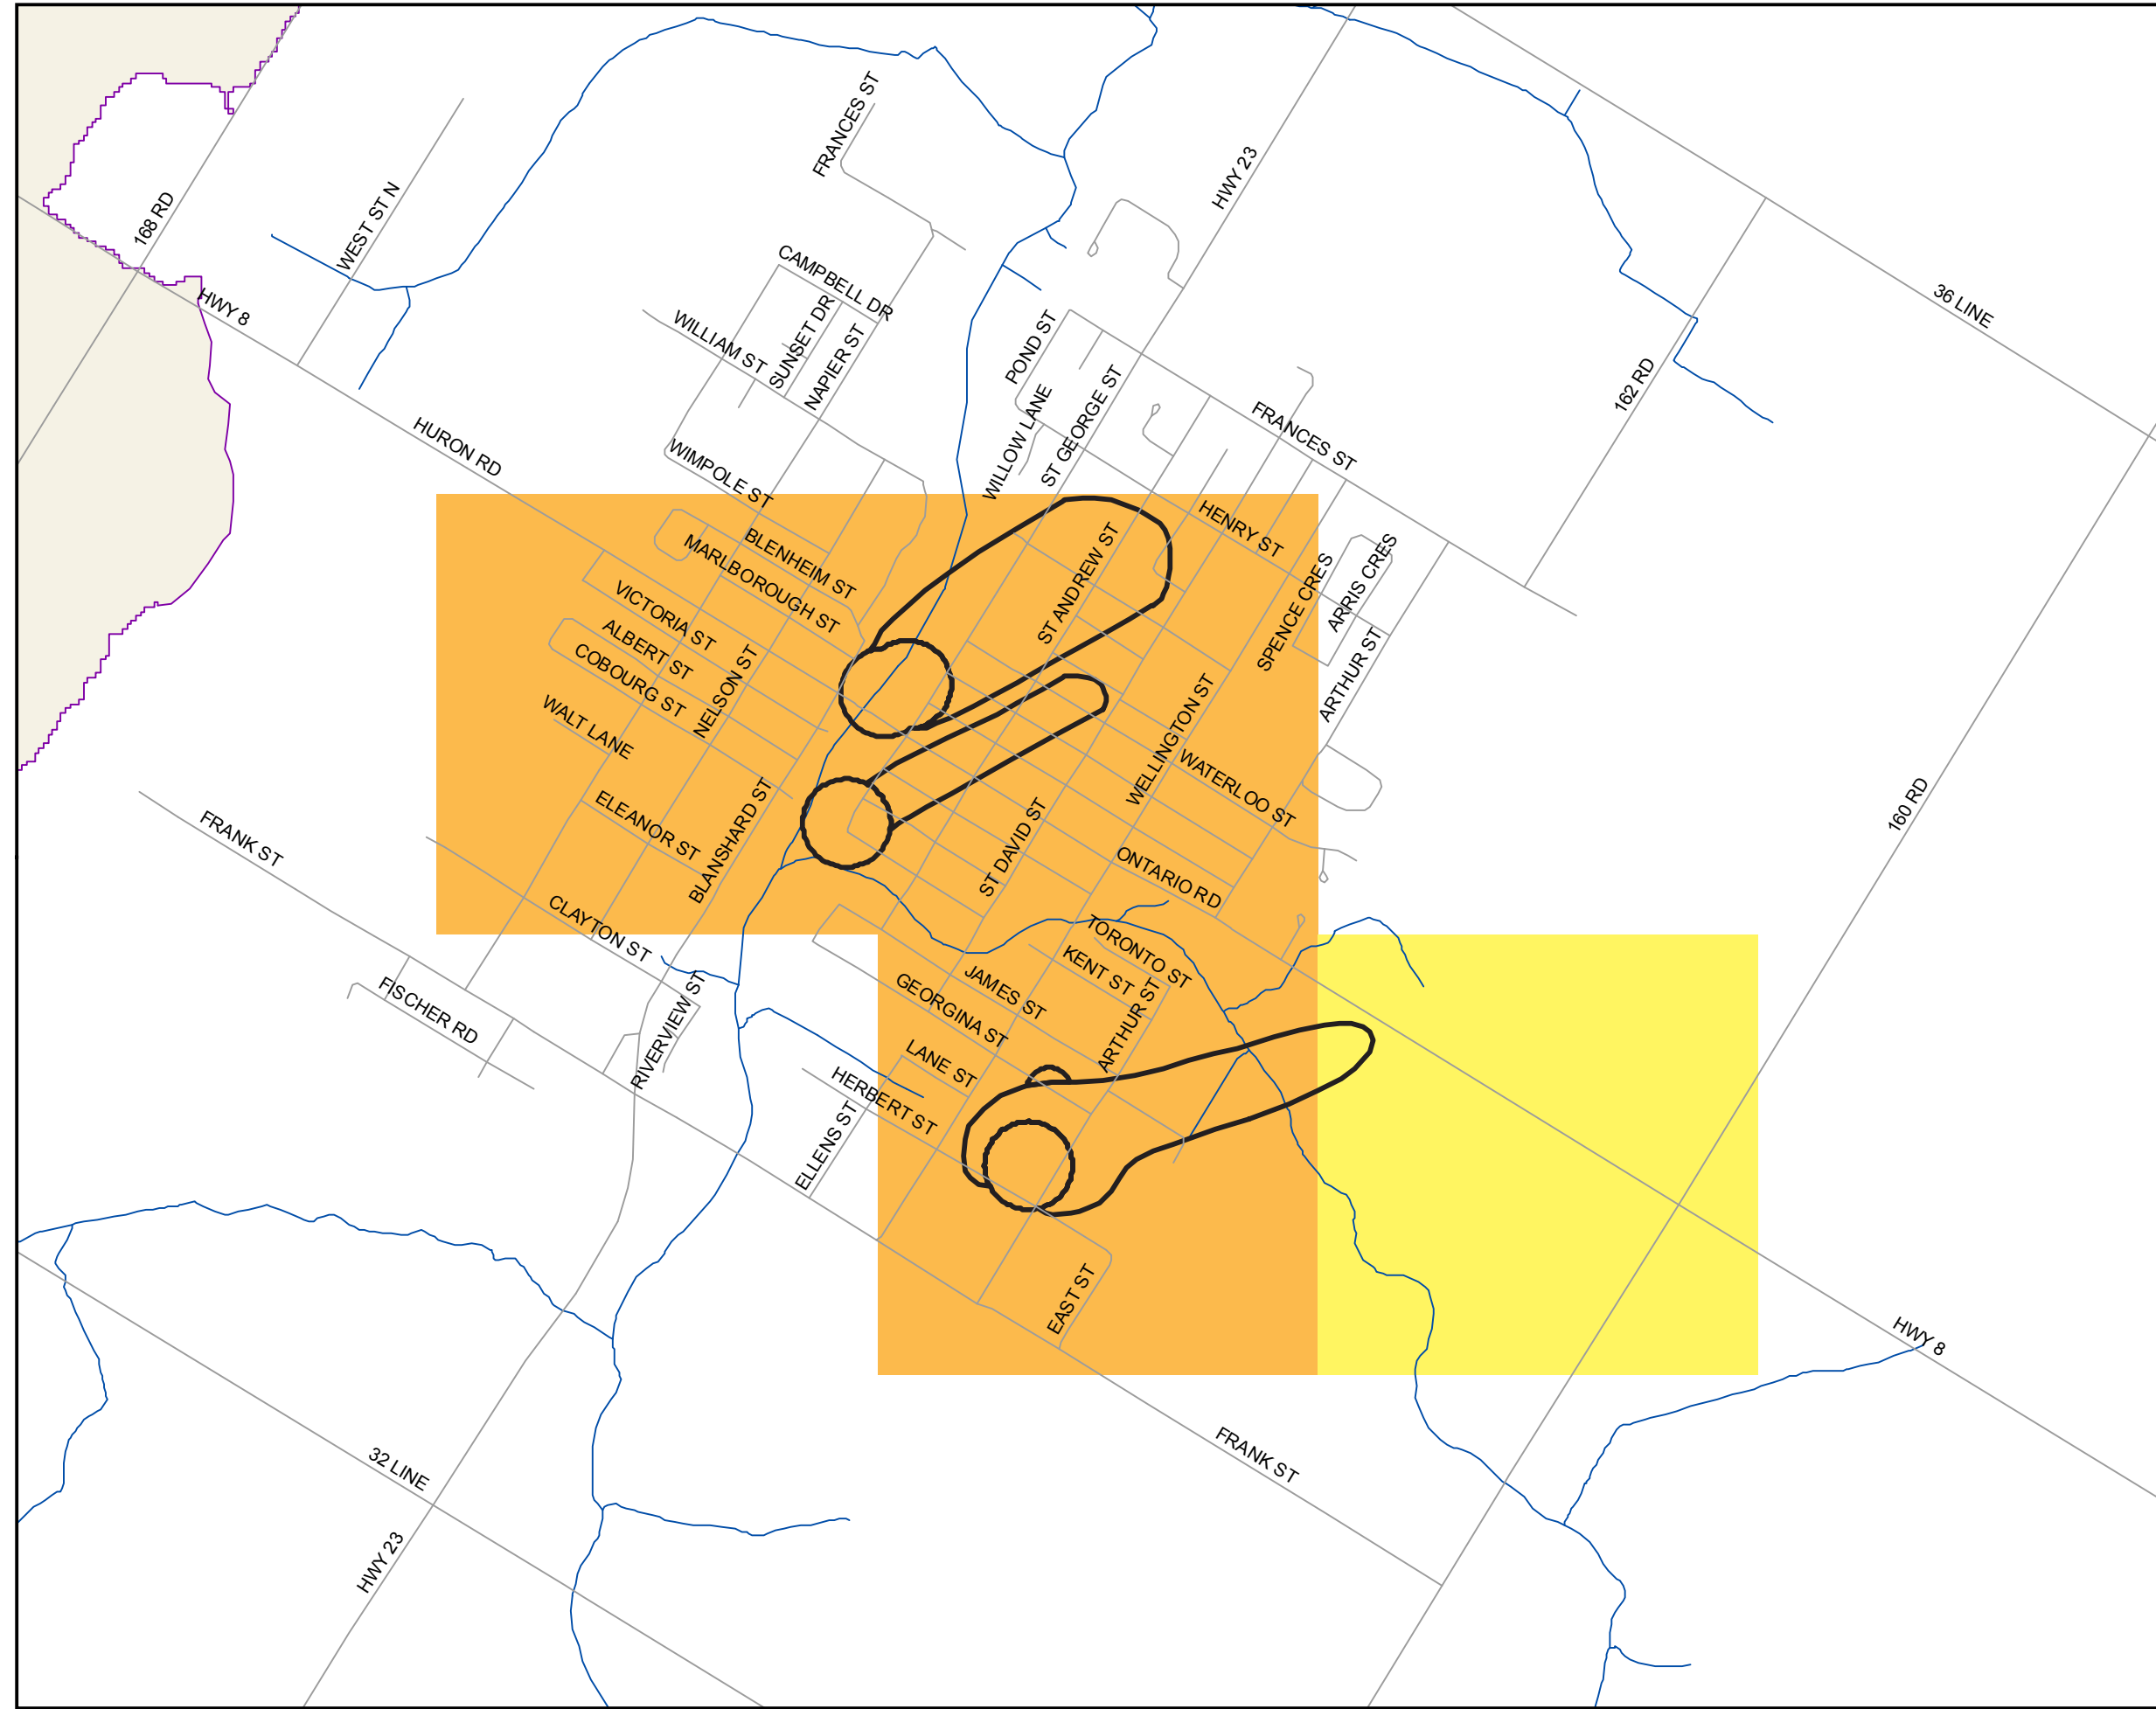 FRANCES ST
HWY 23
168 RD
WEST ST N
CAMPBELL DR
HWY 8
WILLIAM ST
SUNSET DR
NAPIER ST
POND ST
36 LINE
ST GEORGE ST
WILLOW LANE
162 RD
FRANCES ST
HURON RD
WIMPOLE ST
HENRY ST
BLENHEIM ST
MARLBOROUGH ST
ST ANDREW ST
SPENCE CRES
ARRIS CRES
VICTORIA ST
ALBERT ST
COBOURG ST
NELSON ST
ARTHUR ST
WALT LANE
WELLINGTON ST
WATERLOO ST
ELEANOR ST
BLANSHARD ST
160 RD
FRANK ST
ST DAVID ST
ONTARIO RD
CLAYTON ST
TORONTO ST
KENT ST
JAMES ST
GEORGINA ST
ARTHUR ST
FISCHER RD
RIVERVIEW ST
LANE ST
HERBERT ST
ELLENS ST
EAST ST
HWY 8
FRANK ST
32 LINE
HWY 23